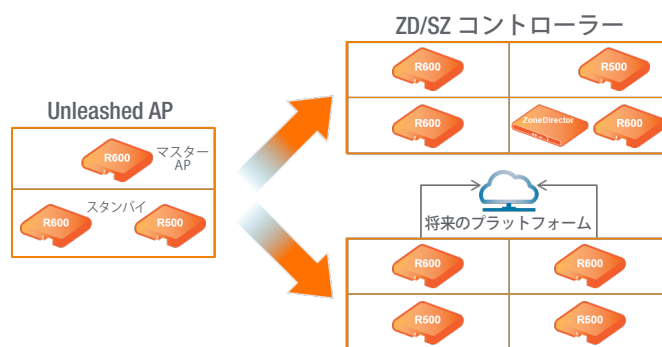 ZD/SZ コントローラー
R600
R500
R600
ZoneDirector
R600
Unleashed AP
R600
マスター
AP
スタンバイ
R600
R500
将来のプラットフォーム
R600
R600
R500
R500